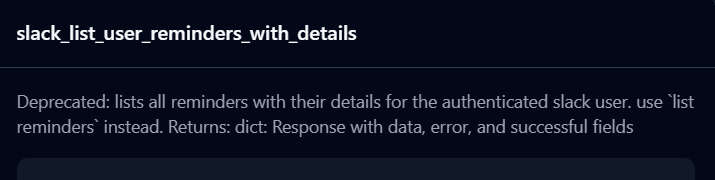 slack_list_user_reminders_with_details
Deprecated: lists all reminders with their details for the authenticated slack user. use `list
reminders` instead. Returns: dict: Response with data, error, and successful fields